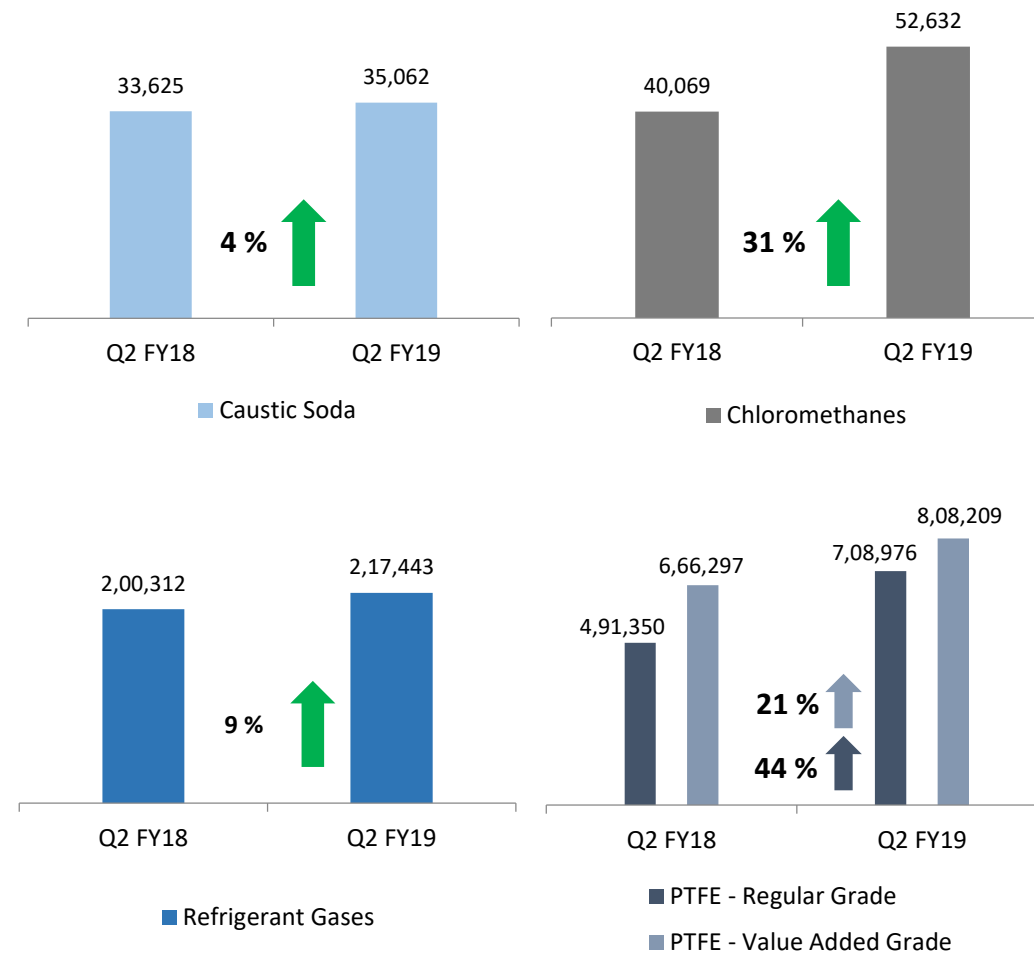 33,625
35,062
4 %
Q2 FY18
Q2 FY19
Caustic Soda
40,069
52,632
31 %
Q2 FY18
Q2 FY19
Chloromethanes
2,00,312
2,17,443
9 %
Q2 FY18
Q2 FY19
Refrigerant Gases
4,91,350
6,66,297
7,08,976
8,08,209
21 %
44 %
Q2 FY18
Q2 FY19
PTFE - Regular Grade
PTFE - Value Added Grade